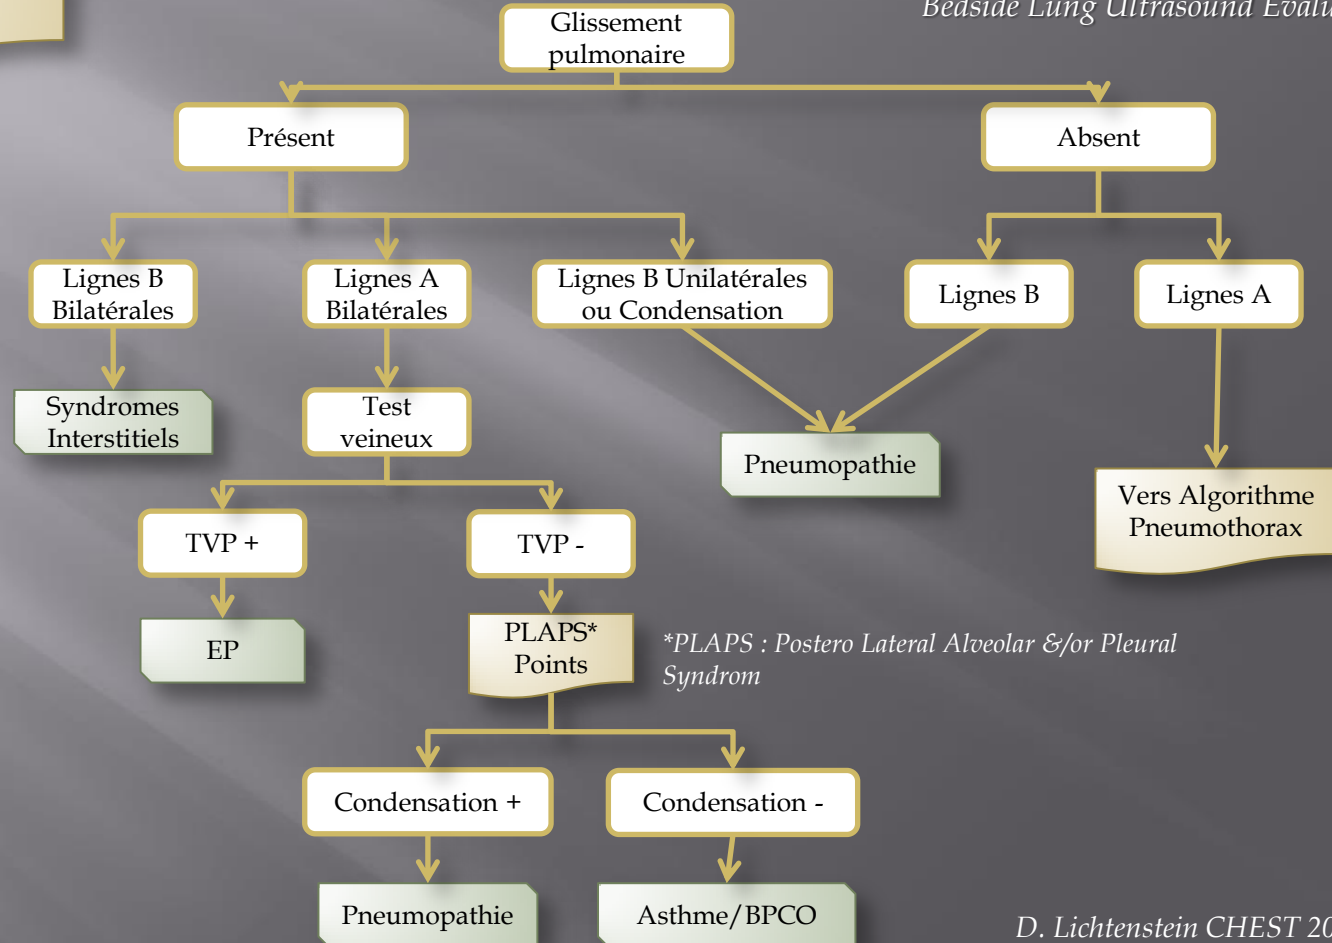 Bedside Lung Ultrasound
Glissement
pulmonaire
Présent
Absent
Lignes B
Bilatérales
Lignes A
Bilatérales
Lignes B Unilatérales
ou Condensation
Lignes B
Lignes A
Syndromes
Interstitiels
Test
veineux
Pneumopathie
Vers Algorithme
Pneumothorax
TVP +
TVP -
EP
PLAPS*
Points
*PLAPS : Postero Lateral Alveolar &/or Pleural
Syndrom
Condensation +
Condensation -
Pneumopathie
Asthme/BPCO
D. Lichtenstein CHEST 20